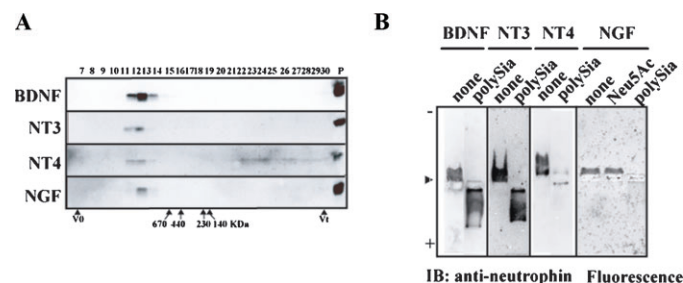 A
7 8 9 10 11 12 13 14 15 16 17 18 19 20 21 22 23 24 25 26 27 28 29 30 P
BDNF
NT3
NT4
NGF
V0 670 440 230 140 KDa Vt
B
BDNF NT3 NT4 NGF
none polySia none polySia none polySia none Neu5Ac polySia
-
+
IB: anti-neutrophin Fluorescence